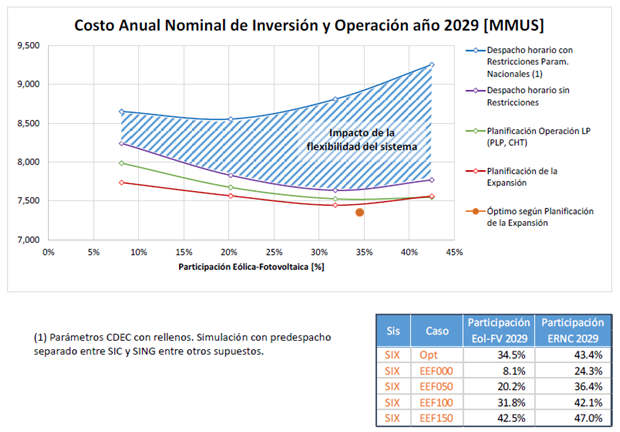 Costo Anual Nominal de Inversión y Operación año 2029 [MMUS]
9,500
9,000
8,500
8,000
7,500
7,000
0%
5%
10%
15%
20%
25%
30%
35%
40%
45%
Participación Eólica-Fotovoltaica [%]
Impacto de la
flexibilidad del sistema
Despacho horario con
Restricciones Param.
Nacionales (1)
Despacho horario sin
Restricciones
Planificación Operación LP
(PLP, CHT)
Planificación de la
Expansión
Óptimo según Planificación
de la Expansión
(1) Parámetros CDEC con rellenos. Simulación con predespacho
separado entre SIC y SING entre otros supuestos.
Sis Caso Participación Eol-FV 2029 Participación ERNC 2029
SIX Opt 34.5% 43.4%
SIX EEF000 8.1% 24.3%
SIX EEF050 20.2% 36.4%
SIX EEF100 31.8% 42.1%
SIX EEF150 42.5% 47.0%